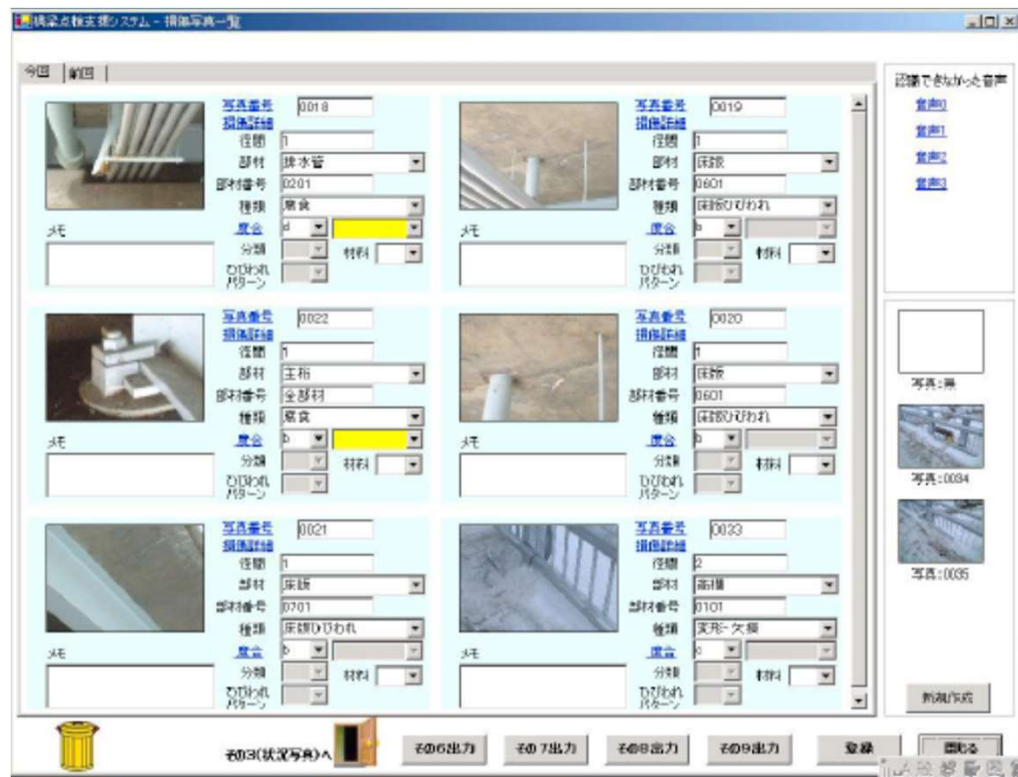 橋梁点検支援システム - 損傷写真一覧
今回 前回
写真番号 0018
損傷詳細
径間 1
部材 排水管
部材番号 0201
種類 腐食
度合 d
分類 材料
ひびわれ
パターン
メモ
写真番号 0019
損傷詳細
径間 1
部材 床版
部材番号 0601
種類 床版ひびわれ
度合 b
分類 材料
ひびわれ
パターン
メモ
写真番号 0022
損傷詳細
径間 1
部材 主桁
部材番号 全部材
種類 腐食
度合 b
分類 材料
ひびわれ
パターン
メモ
写真番号 0020
損傷詳細
径間 1
部材 床版
部材番号 0601
種類 床版ひびわれ
度合 b
分類 材料
ひびわれ
パターン
メモ
写真番号 0021
損傷詳細
径間 1
部材 床版
部材番号 0701
種類 床版ひびわれ
度合 b
分類 材料
ひびわれ
パターン
メモ
写真番号 0033
損傷詳細
径間 2
部材 高欄
部材番号 0101
種類 変形・欠損
度合 c
分類 材料
ひびわれ
パターン
メモ
認識できなかった音声
音声0
音声1
音声2
音声3
写真:無
写真:0034
写真:0035
新規作成
その3(状況写真)へ
その6出力
その7出力
その8出力
その9出力
登録
閉じる